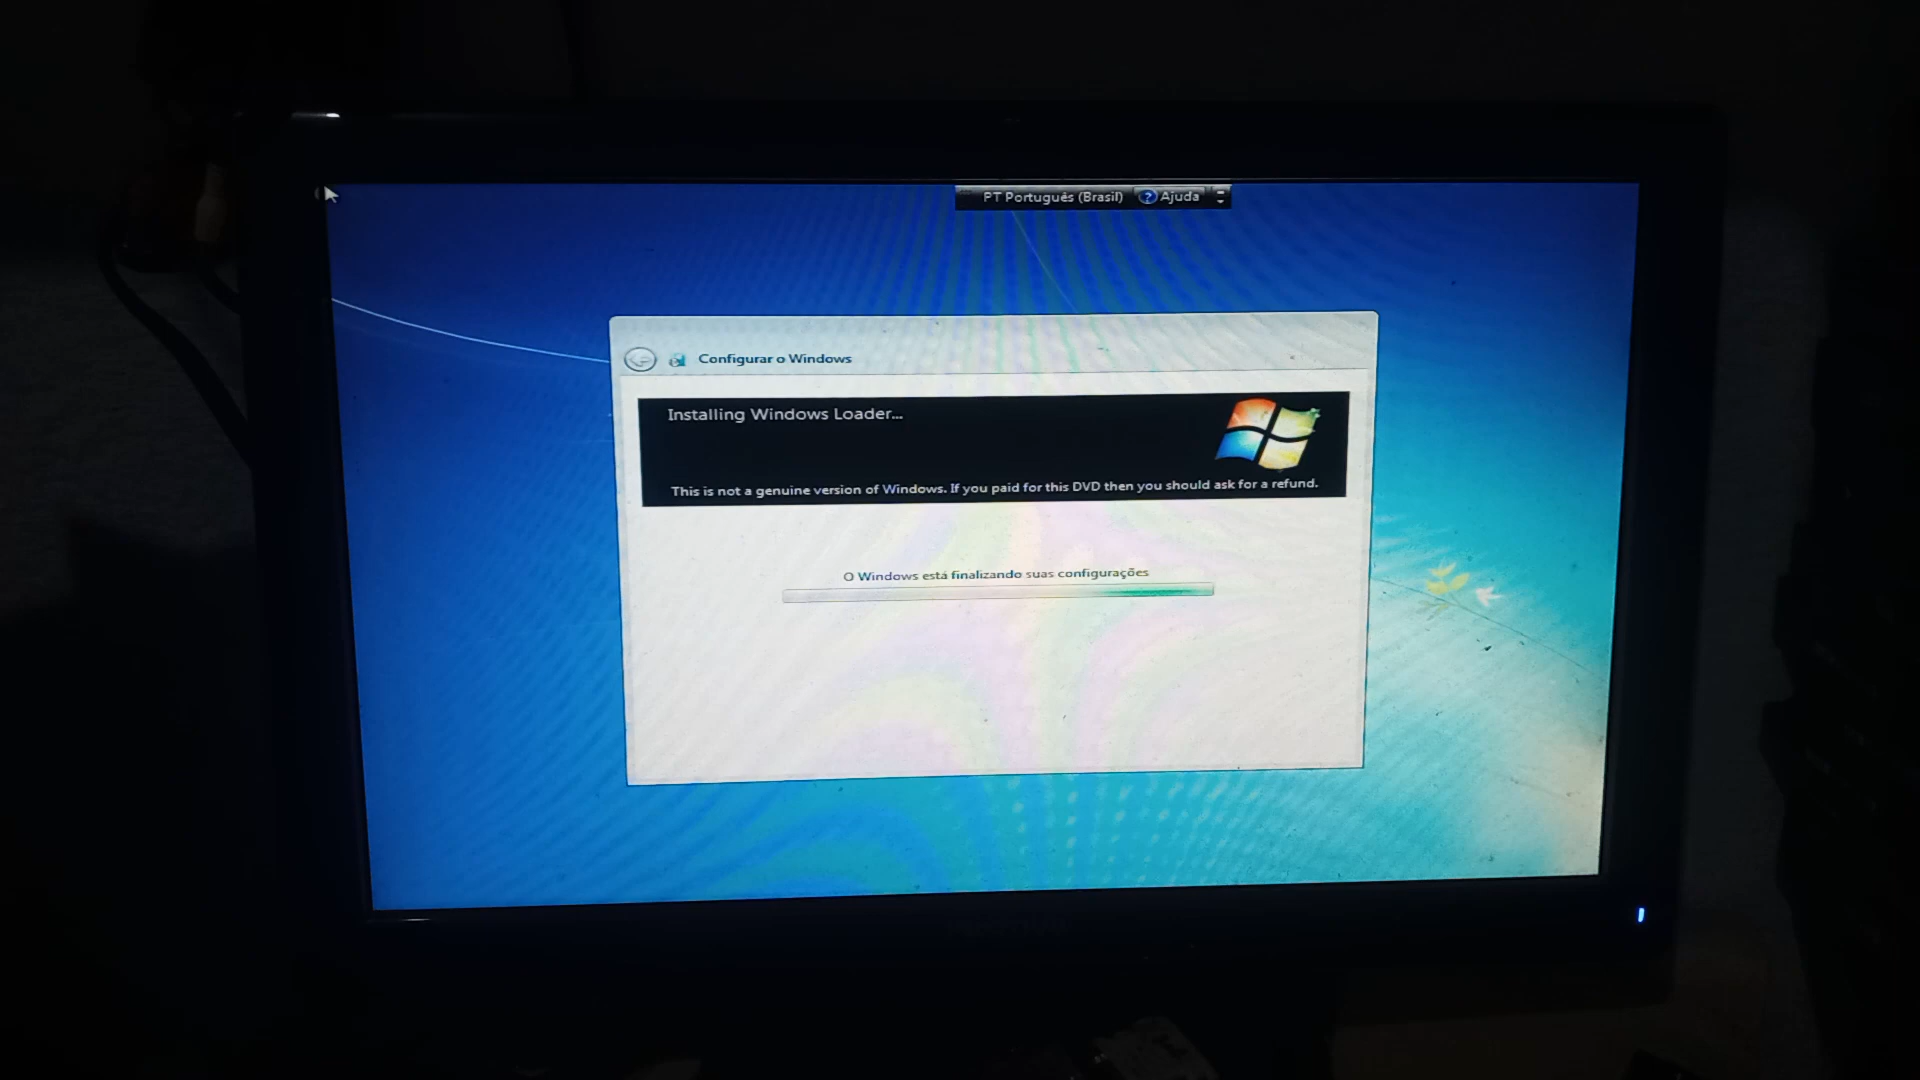 PT Português (Brasil) Ajuda
Configurar o Windows
Installing Windows Loader...
This is not a genuine version of Windows. If you paid for this DVD then you should ask for a refund.
O Windows está finalizando suas configurações